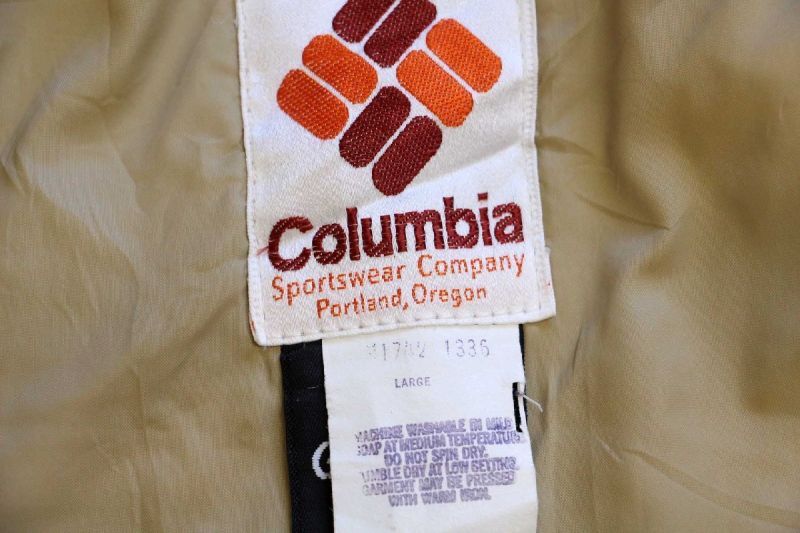 Columbia
Sportswear Company
Portland, Oregon
1336
LARGE
MACHINE WASHABLE IN MILD
SOAP AT MEDIUM TEMPERATURE
DO NOT SPIN DRY.
TUMBLE DRY AT LOW SETTING
GARMENT MAY BE PRESSED
WITH WARM IRON.